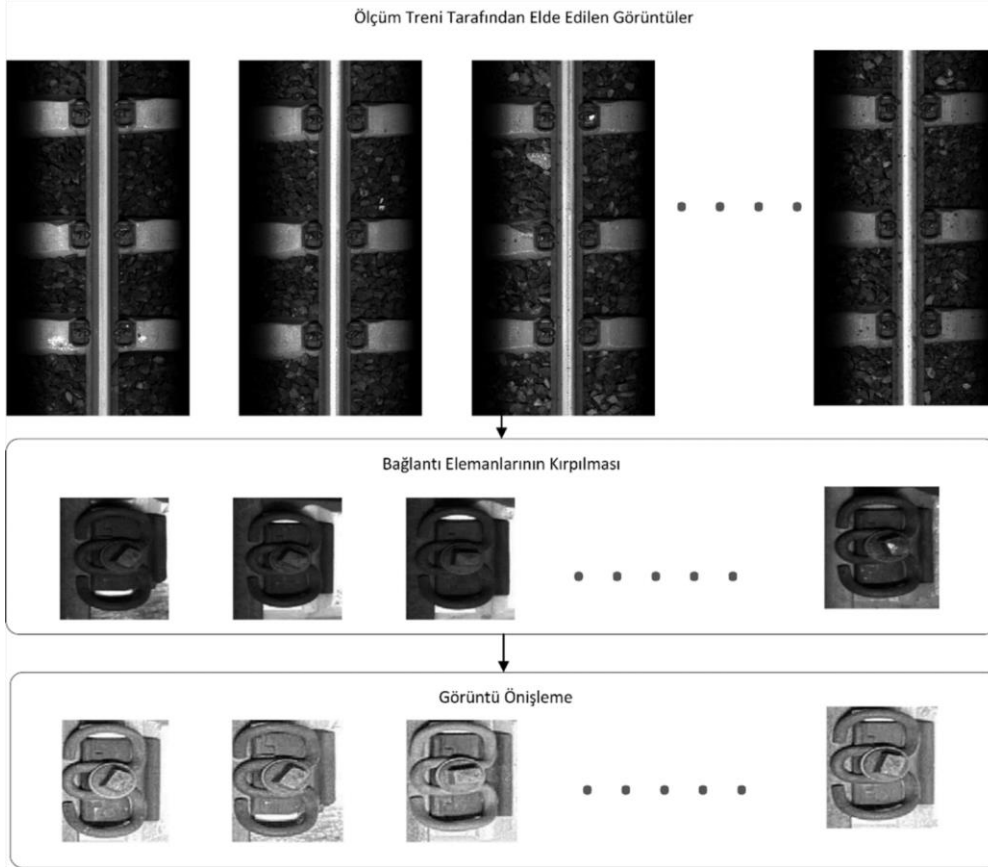 Ölçüm Treni Tarafından Elde Edilen Görüntüler
Bağlantı Elemanlarının Kırpılması
Görüntü Önişleme